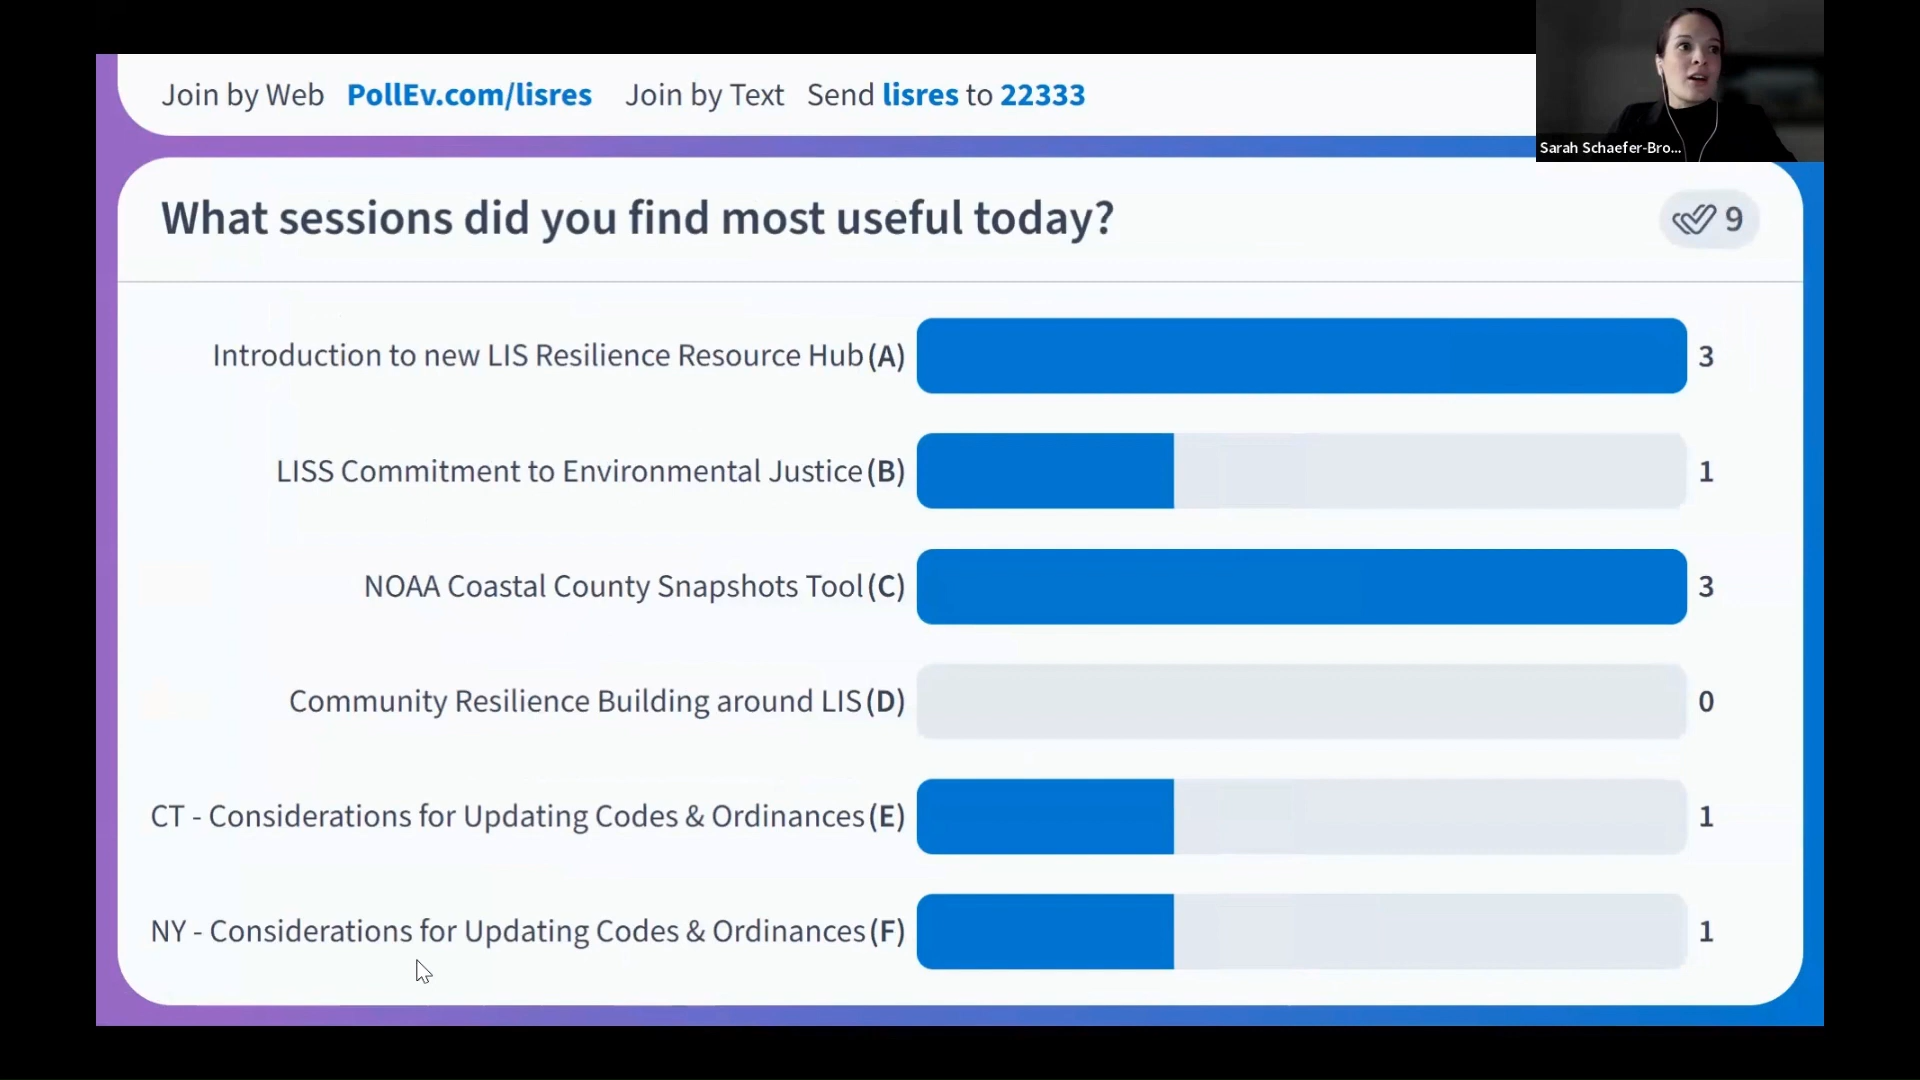 Join by Web PollEv.com/lisres Join by Text Send lisres to 22333
Sarah Schaefer-Bro...
What sessions did you find most useful today?
9
Introduction to new LIS Resilience Resource Hub (A) 3
LISS Commitment to Environmental Justice (B) 1
NOAA Coastal County Snapshots Tool (C) 3
Community Resilience Building around LIS (D) 0
CT - Considerations for Updating Codes & Ordinances (E) 1
NY - Considerations for Updating Codes & Ordinances (F) 1